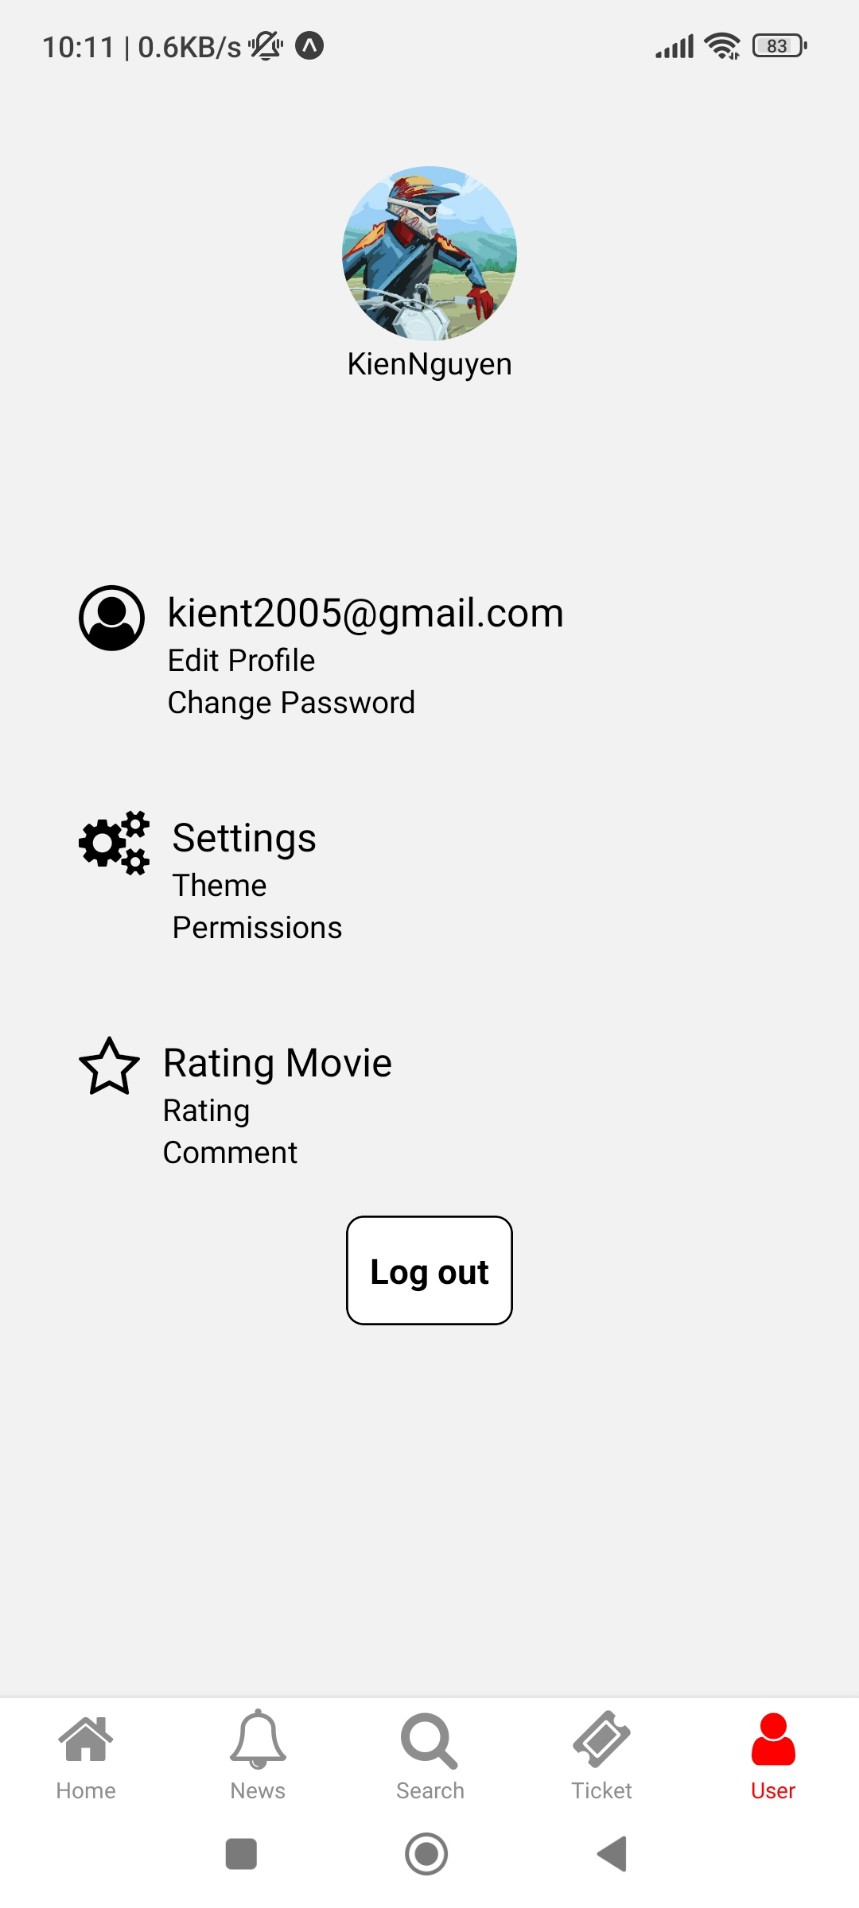 10:11 | 0.6KB/s
83
KienNguyen
kient2005@gmail.com
Edit Profile
Change Password
Settings
Theme
Permissions
Rating Movie
Rating
Comment
Log out
Home News Search Ticket User